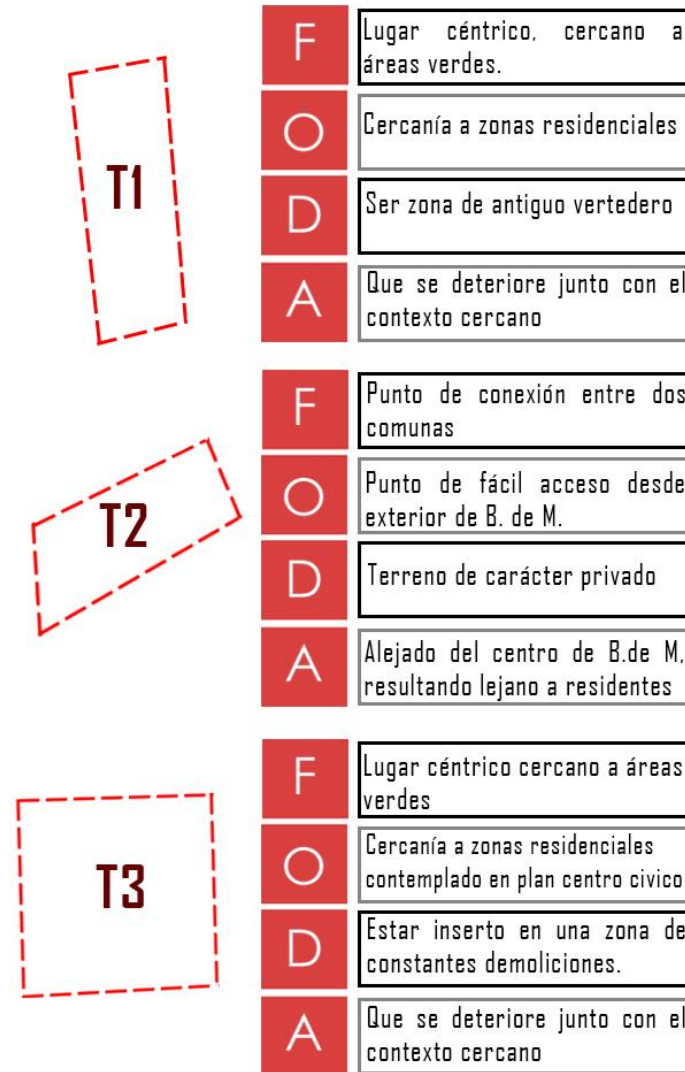 T1
F
Lugar céntrico, cercano a
áreas verdes.
O
Cercanía a zonas residenciales
D
Ser zona de antiguo vertedero
A
Que se deteriore junto con el
contexto cercano
T2
F
Punto de conexión entre dos
comunas
O
Punto de fácil acceso desde
exterior de B. de M.
D
Terreno de carácter privado
A
Alejado del centro de B.de M,
resultando lejano a residentes
T3
F
Lugar céntrico cercano a áreas
verdes
O
Cercanía a zonas residenciales
contemplado en plan centro civico
D
Estar inserto en una zona de
constantes demoliciones.
A
Que se deteriore junto con el
contexto cercano